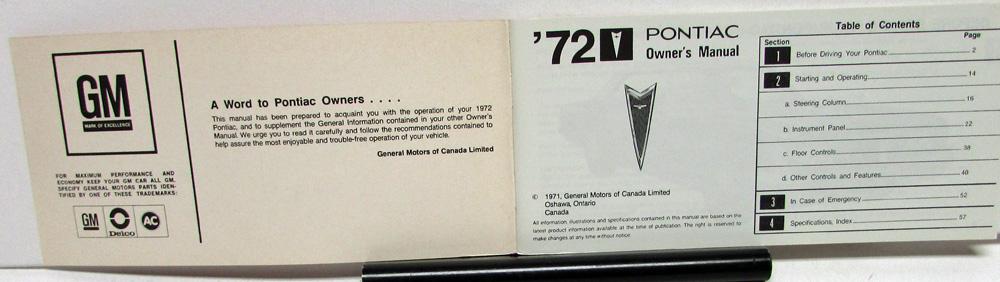 GM
MARK OF EXCELLENCE
FOR MAXIMUM PERFORMANCE AND
ECONOMY KEEP YOUR GM CAR ALL GM.
SPECIFY GENERAL MOTORS PARTS IDEN-
TIFIED BY ONE OF THESE TRADEMARKS:
GM
Delco
AC
A Word to Pontiac Owners . . . .
This manual has been prepared to acquaint you with the operation of your 1972
Pontiac, and to supplement the General Information contained in your other Owner's
Manual. We urge you to read it carefully and follow the recommendations contained to
help assure the most enjoyable and trouble-free operation of your vehicle.
General Motors of Canada Limited
'72 PONTIAC
Owner's Manual
© 1971, General Motors of Canada Limited
Oshawa, Ontario
Canada
All information, illustrations and specifications contained in this manual are based on the
latest product information available at the time of publication. The right is reserved to
make changes at any time without notice.
Table of Contents
Section Page
1 Before Driving Your Pontiac 2
2 Starting and Operating 14
a. Steering Column 16
b. Instrument Panel 22
c. Floor Controls 38
d. Other Controls and Features 40
3 In Case of Emergency 52
4 Specifications, Index 57